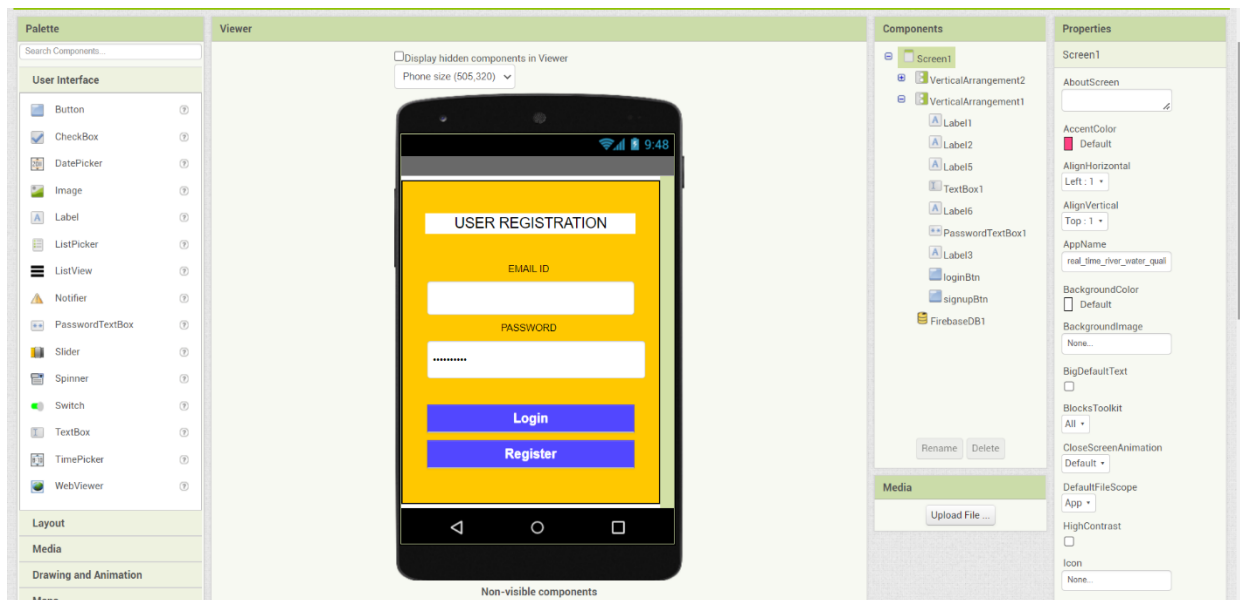 Palette
Search Components...
User Interface
Button
CheckBox
DatePicker
Image
Label
ListPicker
ListView
Notifier
PasswordTextBox
Slider
Spinner
Switch
TextBox
TimePicker
WebViewer
Layout
Media
Drawing and Animation
Maps
Viewer
Display hidden components in Viewer
Phone size (505,320)
9:48
USER REGISTRATION
EMAIL ID
PASSWORD
Login
Register
Non-visible components
Components
Screen1
VerticalArrangement2
VerticalArrangement1
Label1
Label2
Label5
TextBox1
Label6
PasswordTextBox1
Label3
loginBtn
signupBtn
FirebaseDB1
Rename Delete
Media
Upload File ...
Properties
Screen1
AboutScreen
AccentColor
Default
AlignHorizontal
Left : 1
AlignVertical
Top : 1
AppName
real_time_river_water_quali
BackgroundColor
Default
BackgroundImage
None...
BigDefaultText
BlocksToolkit
All
CloseScreenAnimation
Default
DefaultFileScope
App
HighContrast
Icon
None...